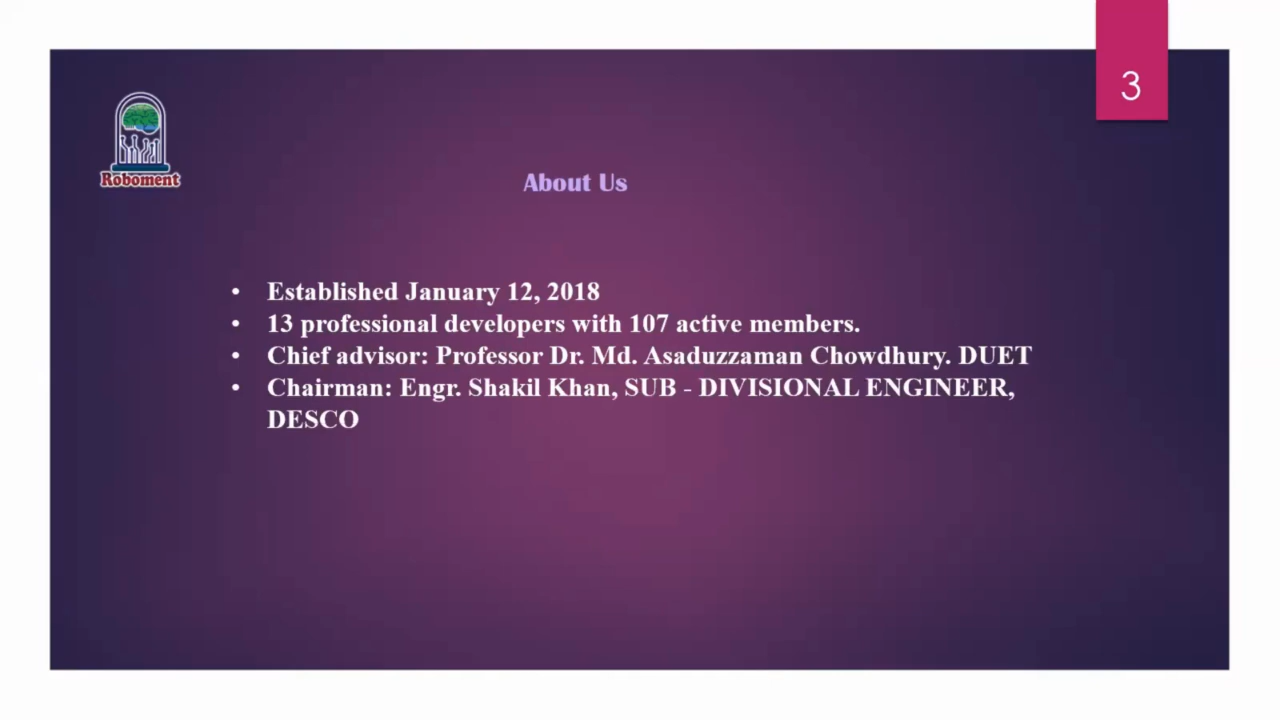 3
Roboment
About Us
• Established January 12, 2018
• 13 professional developers with 107 active members.
• Chief advisor: Professor Dr. Md. Asaduzzaman Chowdhury. DUET
• Chairman: Engr. Shakil Khan, SUB - DIVISIONAL ENGINEER,
DESCO